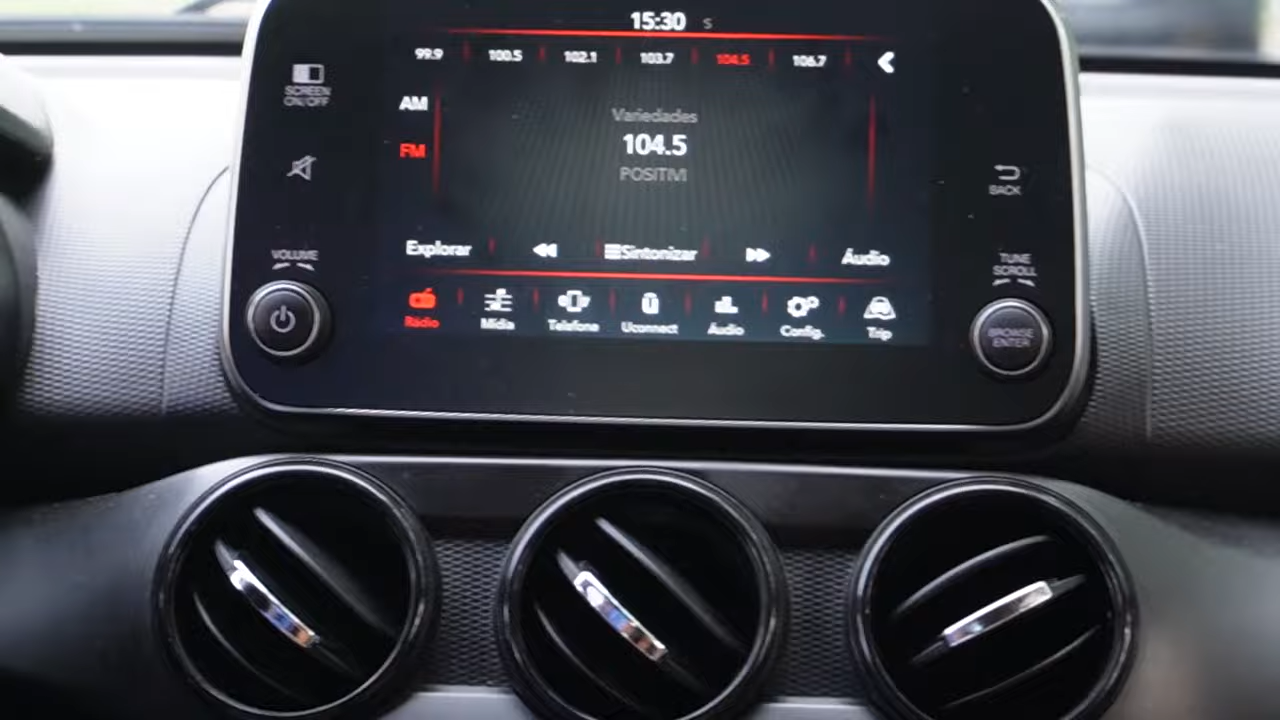 15:30 S
99.9 100.5 102.1 103.7 104.5 106.7
SCREEN
ON/OFF
AM
Variedades
104.5
FM
POSITIVI
BACK
Explorar Sintonizar Áudio
VOLUME
TUNE
SCROLL
Rádio Mídia Telefone Uconnect Áudio Config. Trip
BROWSE
ENTER